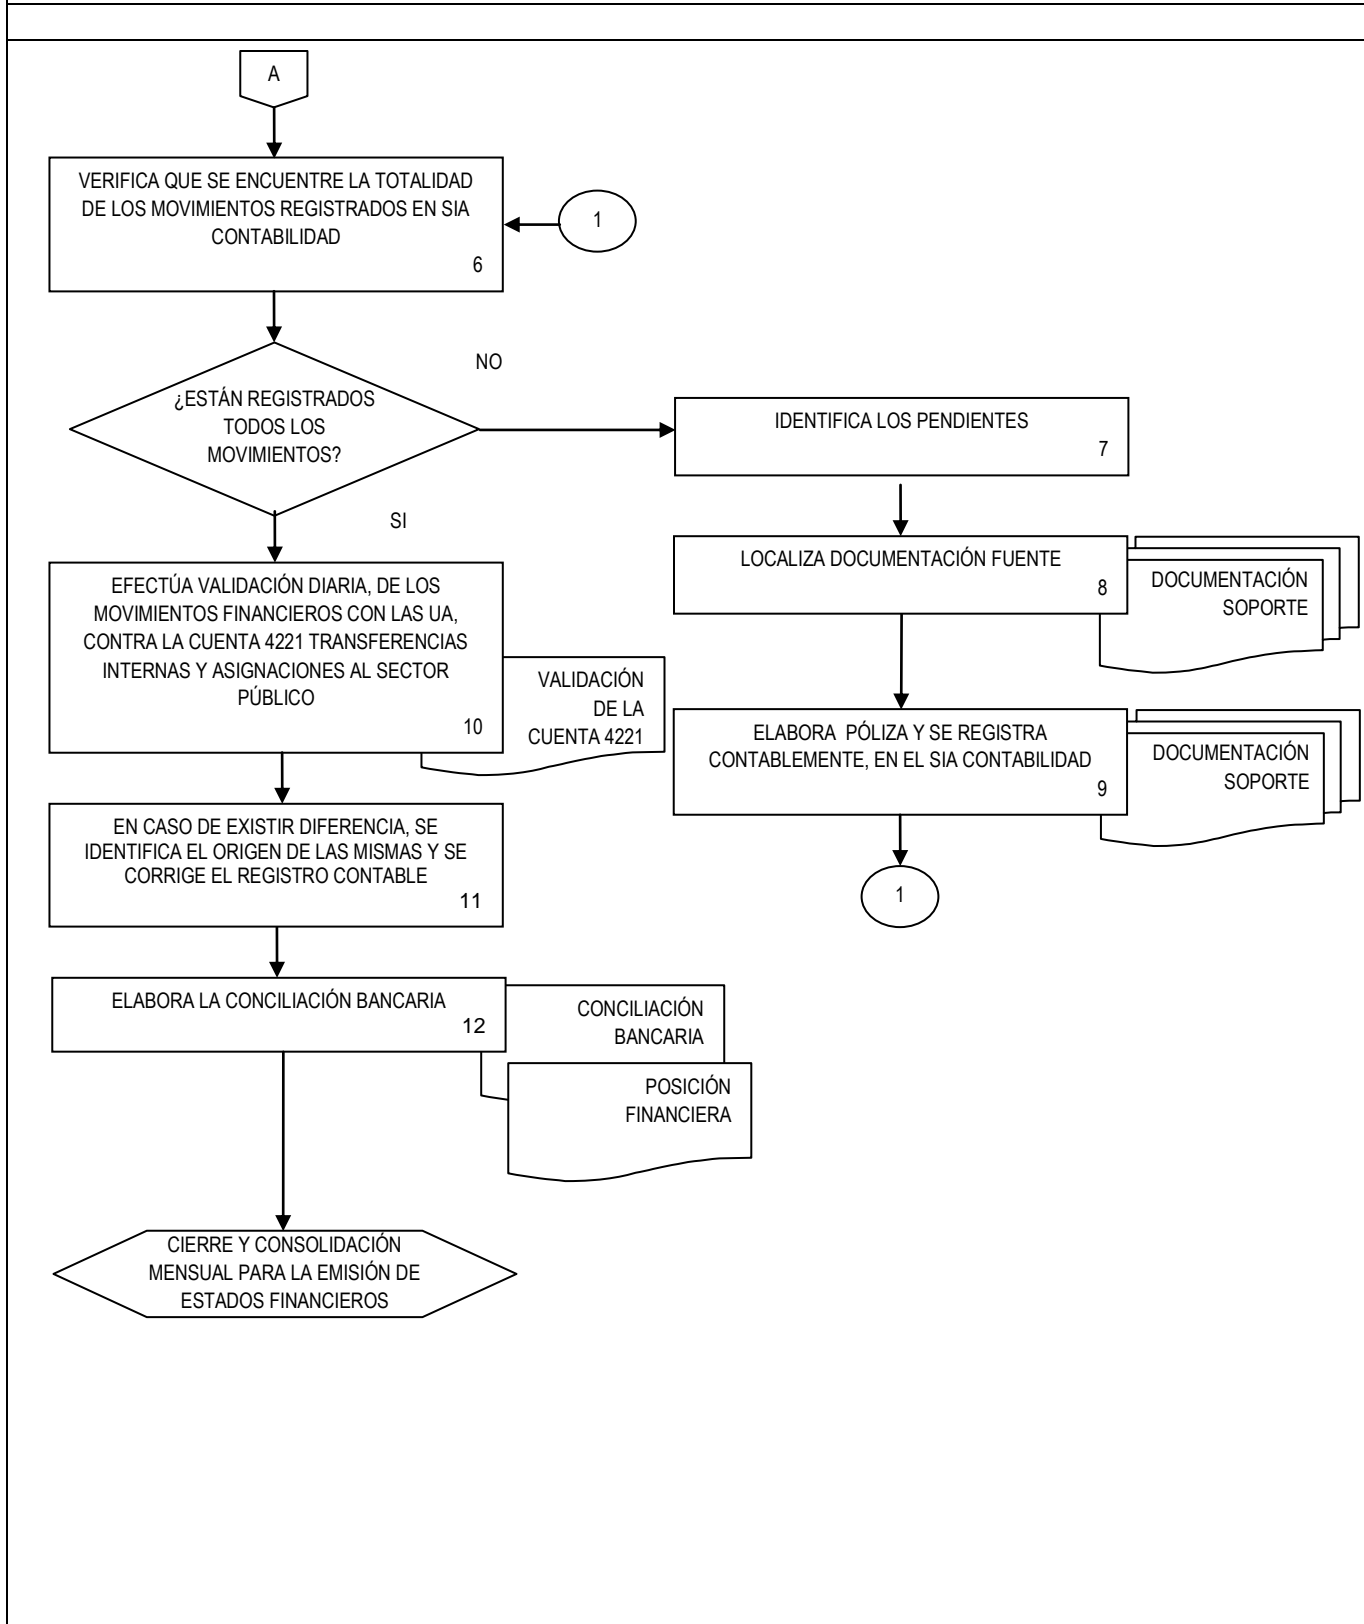 A
VERIFICA QUE SE ENCUENTRE LA TOTALIDAD
DE LOS MOVIMIENTOS REGISTRADOS EN SIA
CONTABILIDAD
6
1
¿ESTÁN REGISTRADOS
TODOS LOS
MOVIMIENTOS?
NO
SI
IDENTIFICA LOS PENDIENTES
7
LOCALIZA DOCUMENTACIÓN FUENTE
8
DOCUMENTACIÓN
SOPORTE
ELABORA PÓLIZA Y SE REGISTRA
CONTABLEMENTE, EN EL SIA CONTABILIDAD
9
DOCUMENTACIÓN
SOPORTE
1
EFECTÚA VALIDACIÓN DIARIA, DE LOS
MOVIMIENTOS FINANCIEROS CON LAS UA,
CONTRA LA CUENTA 4221 TRANSFERENCIAS
INTERNAS Y ASIGNACIONES AL SECTOR
PÚBLICO
10
VALIDACIÓN
DE LA
CUENTA 4221
EN CASO DE EXISTIR DIFERENCIA, SE
IDENTIFICA EL ORIGEN DE LAS MISMAS Y SE
CORRIGE EL REGISTRO CONTABLE
11
ELABORA LA CONCILIACIÓN BANCARIA
12
CONCILIACIÓN
BANCARIA
POSICIÓN
FINANCIERA
CIERRE Y CONSOLIDACIÓN
MENSUAL PARA LA EMISIÓN DE
ESTADOS FINANCIEROS